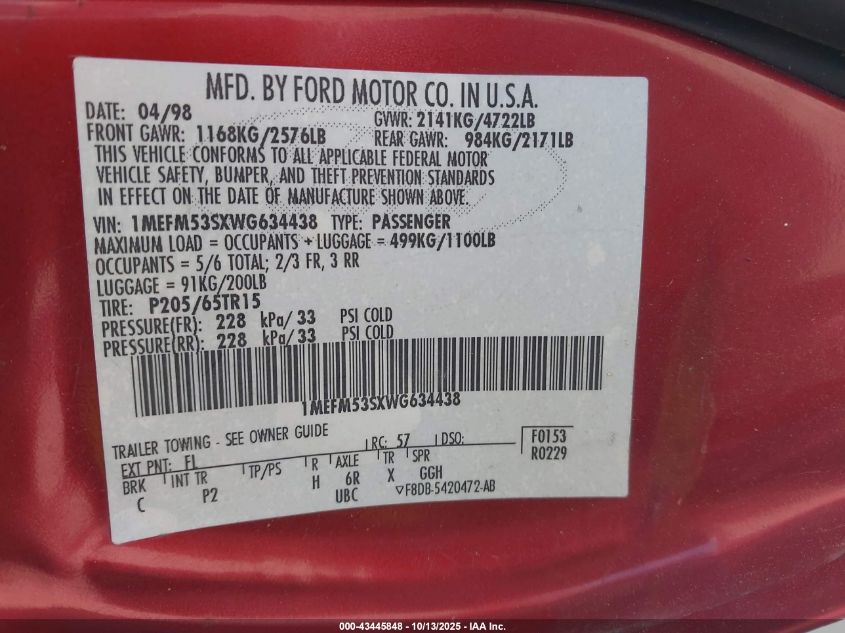 MFD. BY FORD MOTOR CO. IN U.S.A.
DATE: 04/98 GVWR: 2141KG/4722LB
FRONT GAWR: 1168KG/2576LB REAR GAWR: 984KG/2171LB
THIS VEHICLE CONFORMS TO ALL APPLICABLE FEDERAL MOTOR
VEHICLE SAFETY, BUMPER, AND THEFT PREVENTION STANDARDS
IN EFFECT ON THE DATE OF MANUFACTURE SHOWN ABOVE.
VIN: 1MEFM53SXWG634438 TYPE: PASSENGER
MAXIMUM LOAD = OCCUPANTS + LUGGAGE = 499KG/1100LB
OCCUPANTS = 5/6 TOTAL; 2/3 FR, 3 RR
LUGGAGE = 91KG/200LB
TIRE: P205/65TR15
PRESSURE(FR): 228 kPa/ 33 PSI COLD
PRESSURE(RR): 228 kPa/ 33 PSI COLD
1MEFM53SXWG634438
TRAILER TOWING - SEE OWNER GUIDE
EXT PNT: FL RC: 57 DSO: F0153
R0229
BRK INT TR TP/PS R AXLE TR SPR
C P2 H 6R X GGH
UBC F8DB-5420472-AB
000-43445848 | 10/13/2025 | IAA Inc.